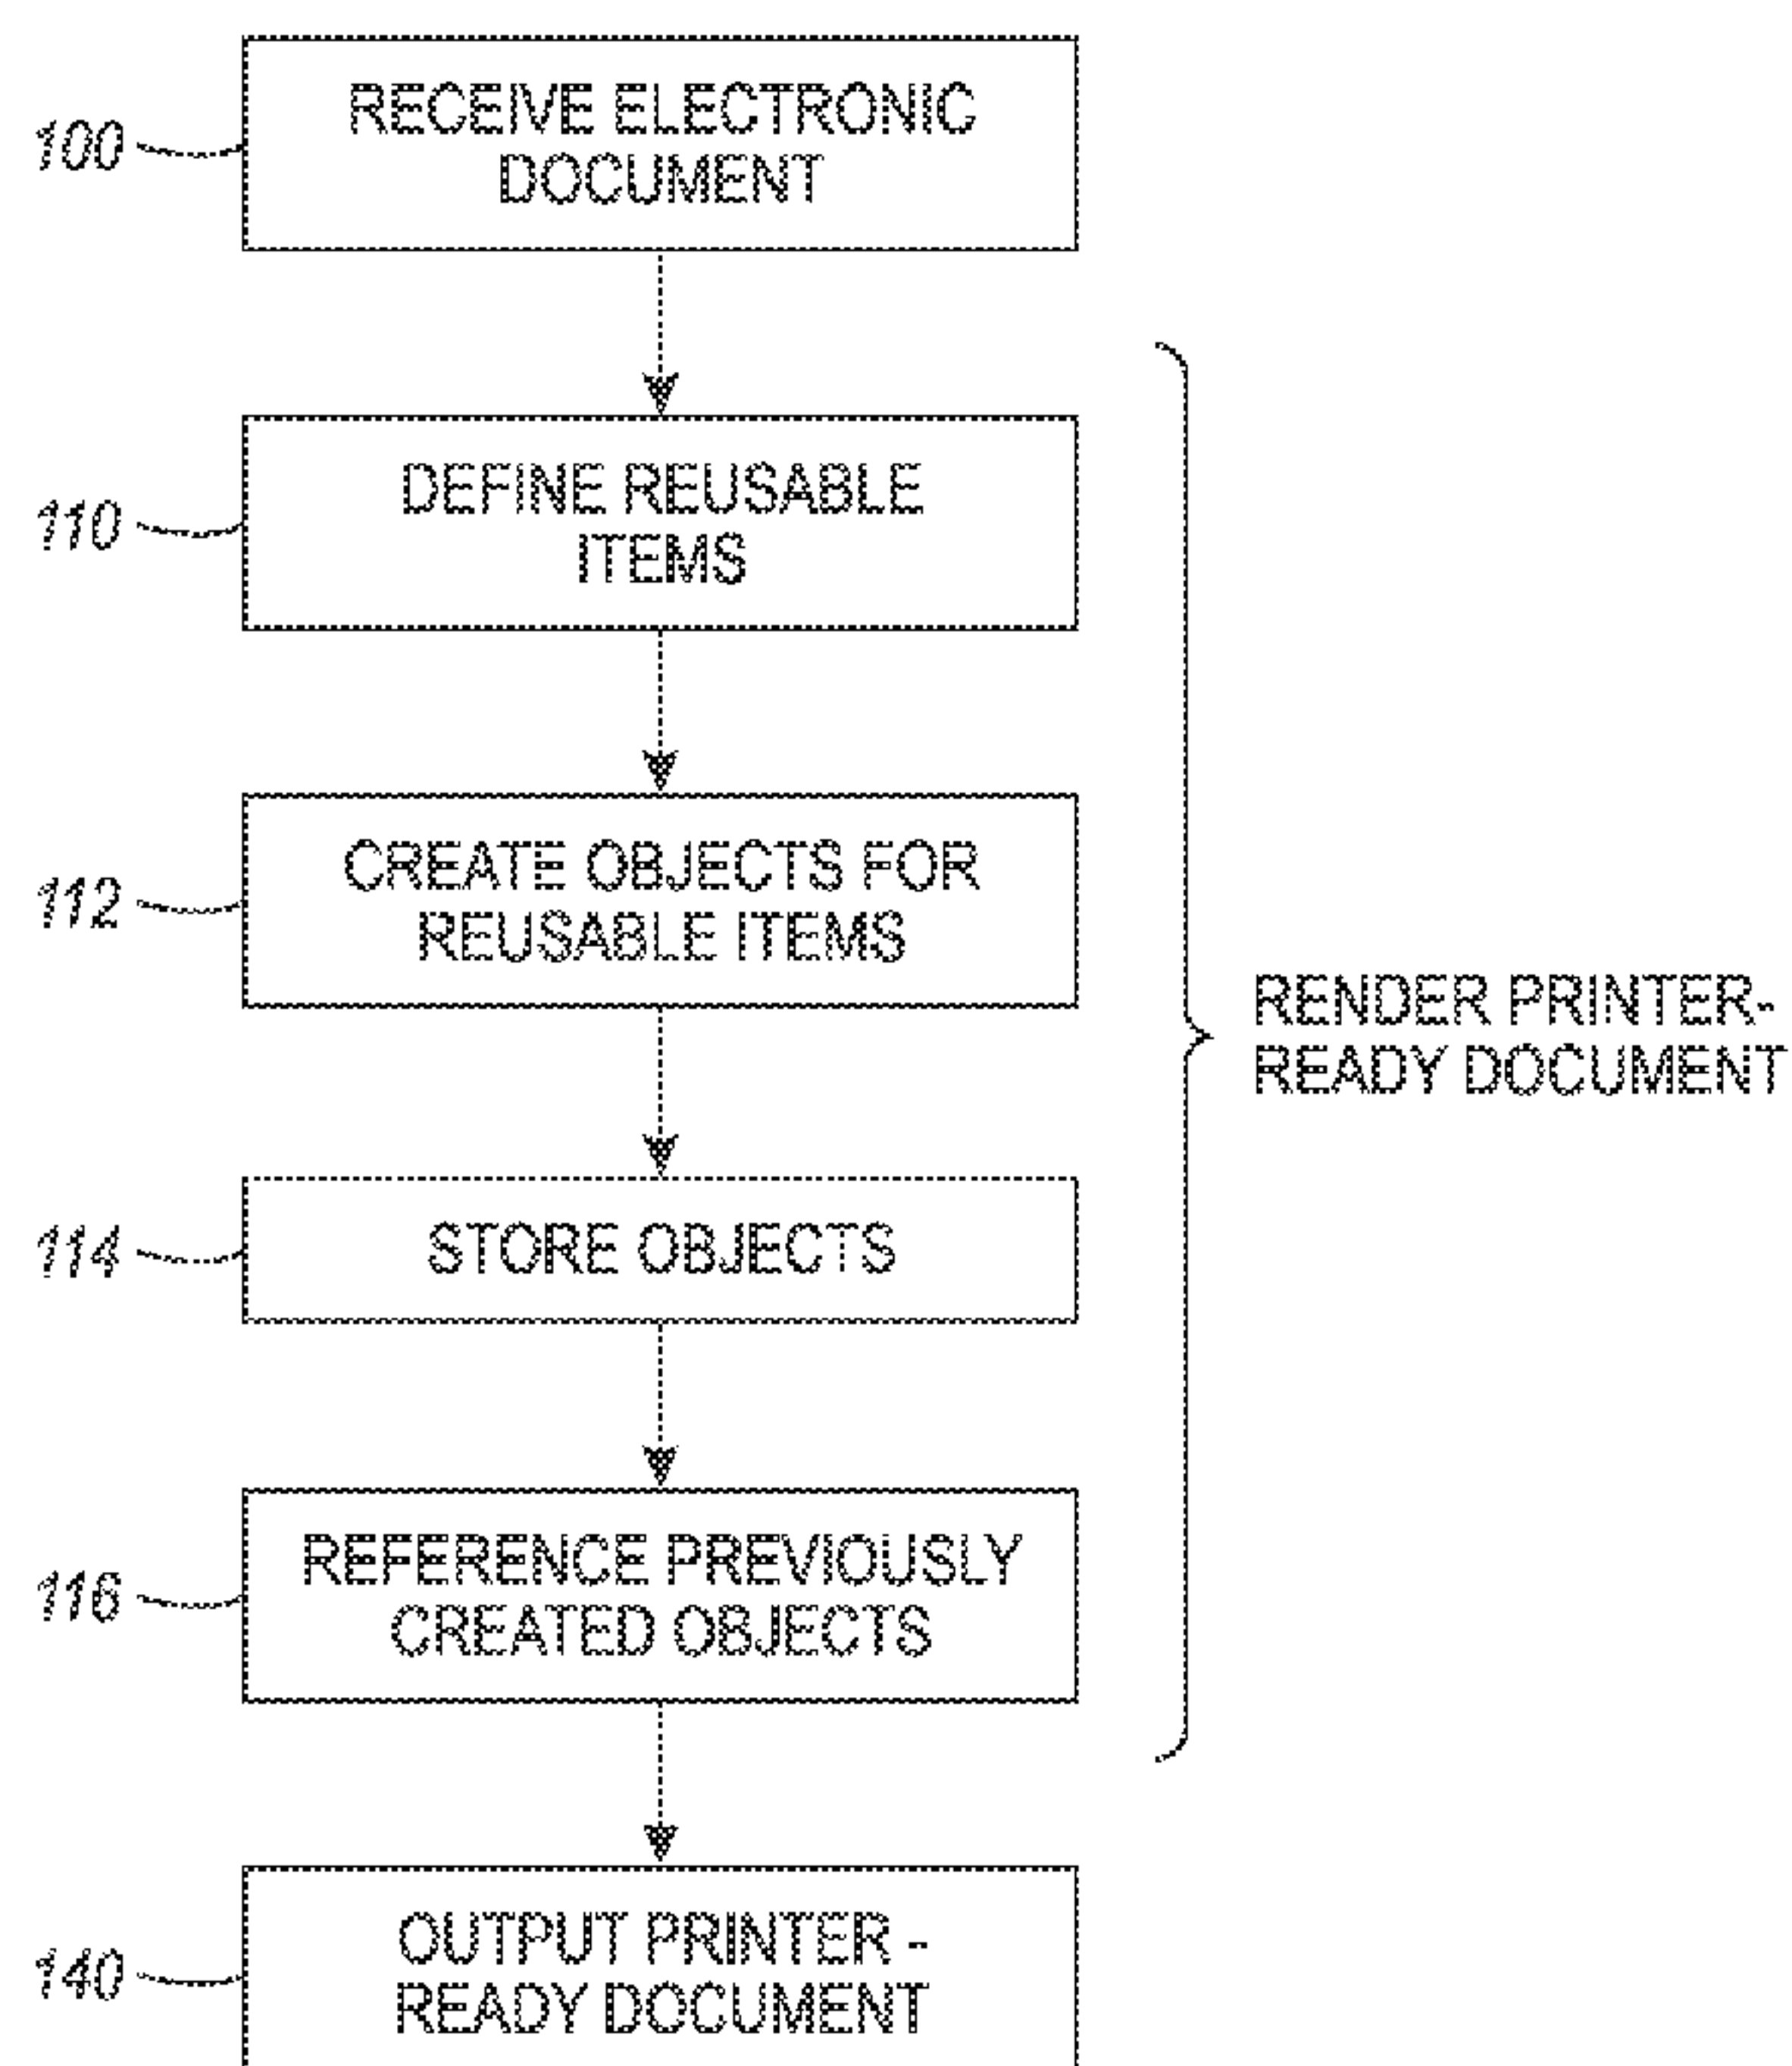 100
RECEIVE ELECTRONIC
DOCUMENT
110
DEFINE REUSABLE
ITEMS
112
CREATE OBJECTS FOR
REUSABLE ITEMS
RENDER PRINTER-
READY DOCUMENT
114
STORE OBJECTS
116
REFERENCE PREVIOUSLY
CREATED OBJECTS
140
OUTPUT PRINTER -
READY DOCUMENT